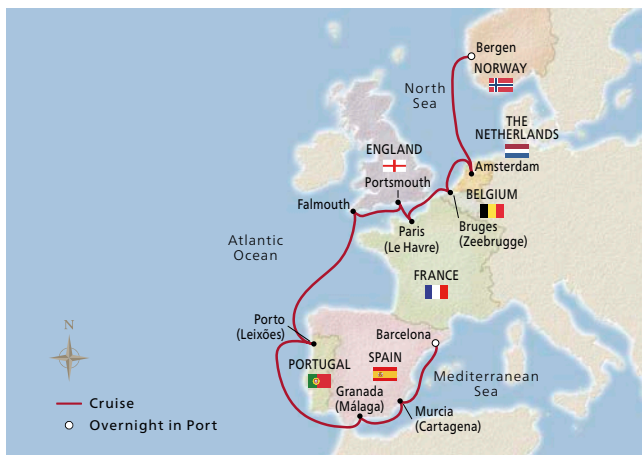 Bergen
NORWAY
North
Sea
THE
NETHERLANDS
ENGLAND
Amsterdam
Portsmouth
BELGIUM
Falmouth
Bruges
(Zeebrugge)
Paris
(Le Havre)
Atlantic
Ocean
FRANCE
Porto
(Leixões)
Barcelona
N
PORTUGAL
SPAIN
Mediterranean
Sea
Granada
(Málaga)
Murcia
(Cartagena)
Cruise
Overnight in Port